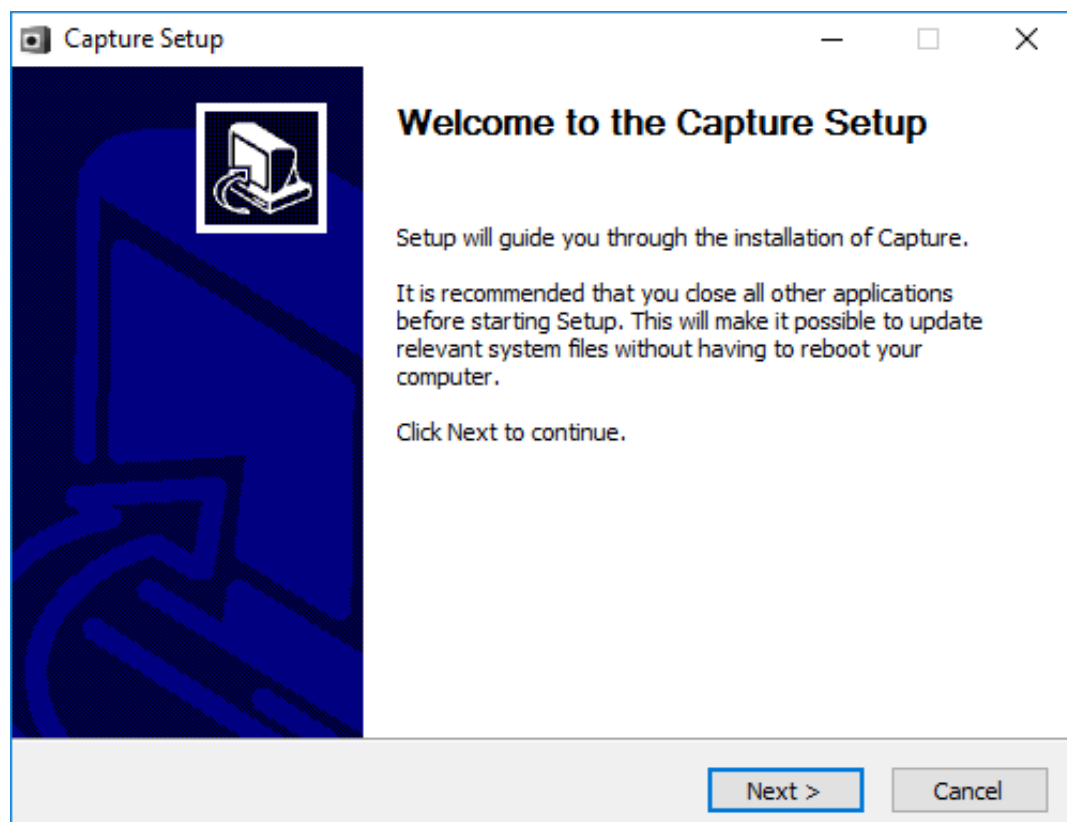 Capture Setup
Welcome to the Capture Setup
Setup will guide you through the installation of Capture.
It is recommended that you close all other applications
before starting Setup. This will make it possible to update
relevant system files without having to reboot your
computer.
Click Next to continue.
Next >
Cancel